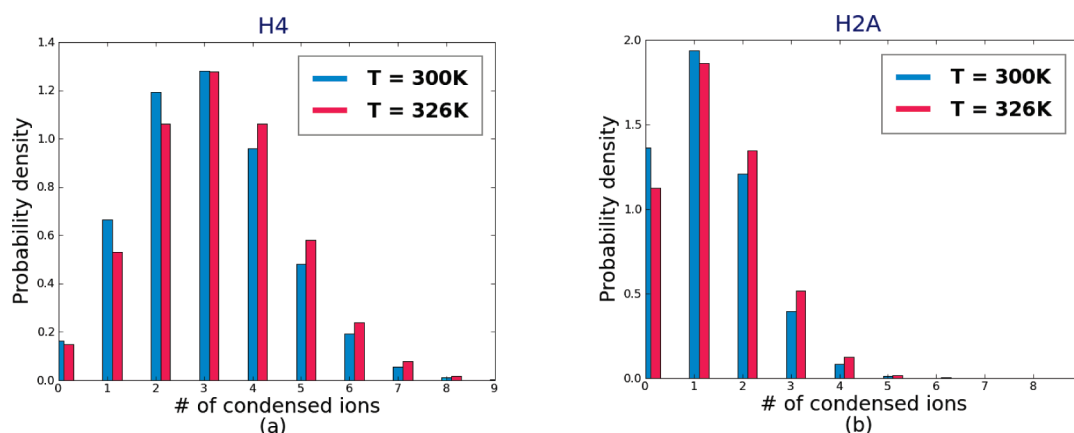 H4
1.4
1.2
1.0
0.8
0.6
0.4
0.2
0.0
Probability density
T = 300K
T = 326K
0 1 2 3 4 5 6 7 8 9
# of condensed ions
(a)
H2A
2.0
1.5
1.0
0.5
0.0
Probability density
T = 300K
T = 326K
0 1 2 3 4 5 6 7 8
# of condensed ions
(b)